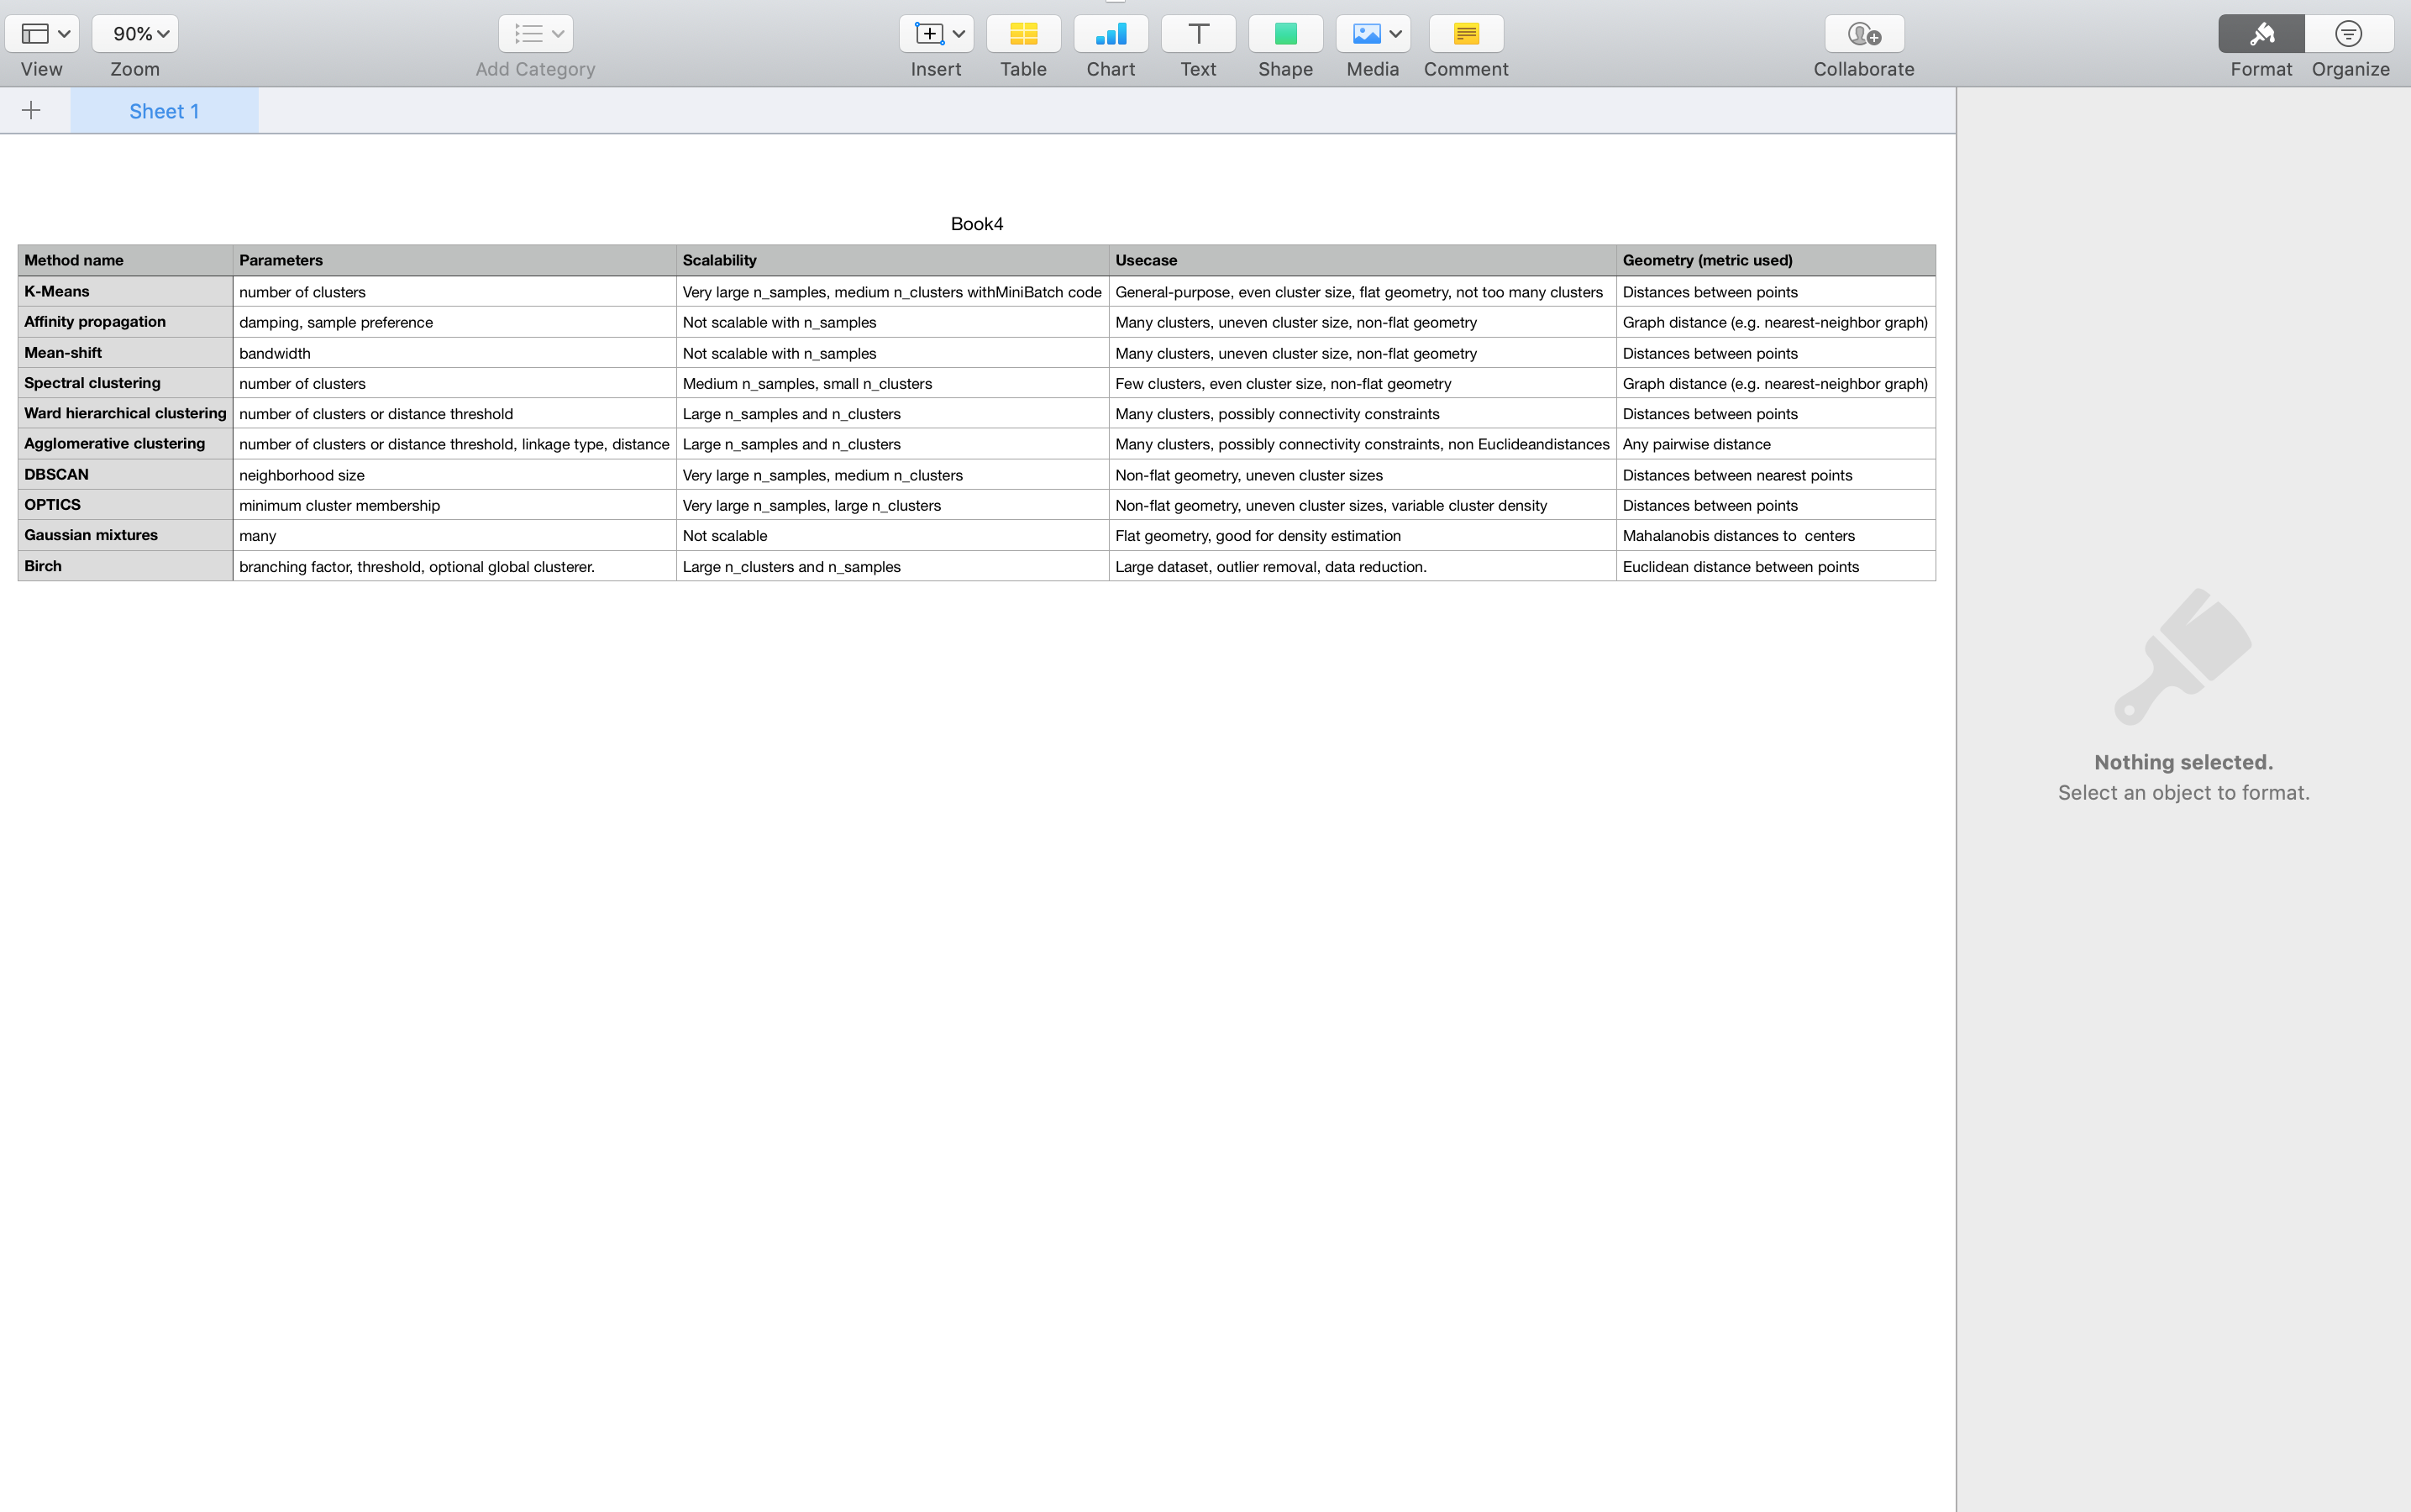 90%
View Zoom Add Category Insert Table Chart Text Shape Media Comment Collaborate Format Organize
Sheet 1
Book4
Method name Parameters Scalability Usecase Geometry (metric used)
K-Means number of clusters Very large n_samples, medium n_clusters withMiniBatch code General-purpose, even cluster size, flat geometry, not too many clusters Distances between points
Affinity propagation damping, sample preference Not scalable with n_samples Many clusters, uneven cluster size, non-flat geometry Graph distance (e.g. nearest-neighbor graph)
Mean-shift bandwidth Not scalable with n_samples Many clusters, uneven cluster size, non-flat geometry Distances between points
Spectral clustering number of clusters Medium n_samples, small n_clusters Few clusters, even cluster size, non-flat geometry Graph distance (e.g. nearest-neighbor graph)
Ward hierarchical clustering number of clusters or distance threshold Large n_samples and n_clusters Many clusters, possibly connectivity constraints Distances between points
Agglomerative clustering number of clusters or distance threshold, linkage type, distance Large n_samples and n_clusters Many clusters, possibly connectivity constraints, non Euclideandistances Any pairwise distance
DBSCAN neighborhood size Very large n_samples, medium n_clusters Non-flat geometry, uneven cluster sizes Distances between nearest points
OPTICS minimum cluster membership Very large n_samples, large n_clusters Non-flat geometry, uneven cluster sizes, variable cluster density Distances between points
Gaussian mixtures many Not scalable Flat geometry, good for density estimation Mahalanobis distances to  centers
Birch branching factor, threshold, optional global clusterer. Large n_clusters and n_samples Large dataset, outlier removal, data reduction. Euclidean distance between points
Nothing selected.
Select an object to format.